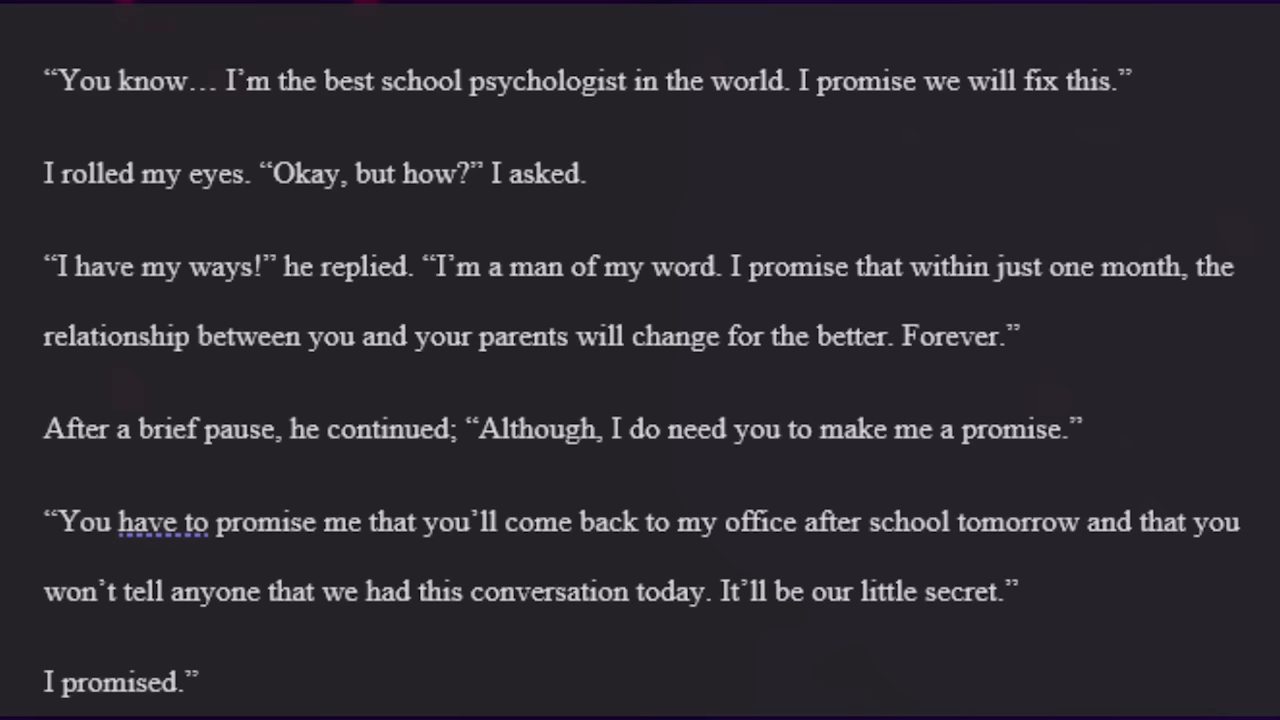 “You know… I’m the best school psychologist in the world. I promise we will fix this.”
I rolled my eyes. “Okay, but how?” I asked.
“I have my ways!” he replied. “I’m a man of my word. I promise that within just one month, the
relationship between you and your parents will change for the better. Forever.”
After a brief pause, he continued; “Although, I do need you to make me a promise.”
“You have to promise me that you’ll come back to my office after school tomorrow and that you
won’t tell anyone that we had this conversation today. It’ll be our little secret.”
I promised.”